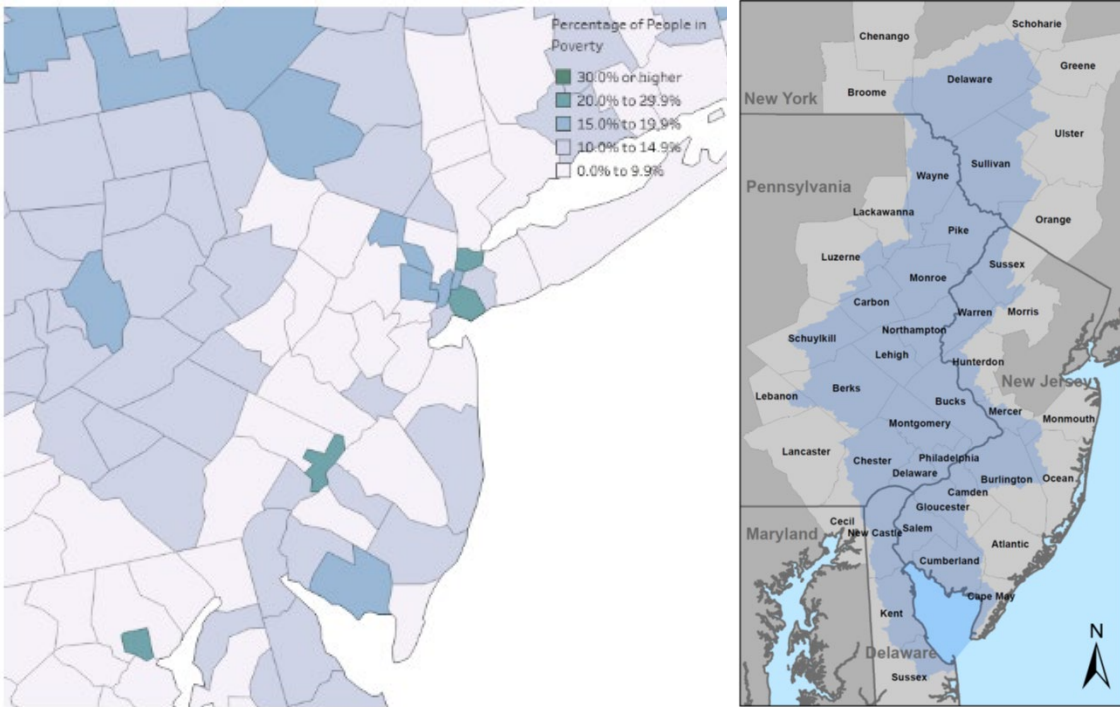 Percentage of People in
Poverty
30.0% or higher
20.0% to 29.9%
15.0% to 19.9%
10.0% to 14.9%
0.0% to 9.9%
Schoharie
Chenango
Greene
Delaware
Broome
New York
Ulster
Sullivan
Wayne
Pennsylvania
Lackawanna
Orange
Pike
Luzerne
Sussex
Monroe
Carbon
Warren
Morris
Northampton
Schuylkill
Lehigh
Hunterdon
New Jersey
Berks
Lebanon
Bucks
Mercer
Monmouth
Montgomery
Lancaster
Philadelphia
Chester
Delaware
Burlington
Ocean
Camden
Gloucester
Cecil
Salem
New Castle
Maryland
Atlantic
Cumberland
Cape May
Kent
N
Delaware
Sussex